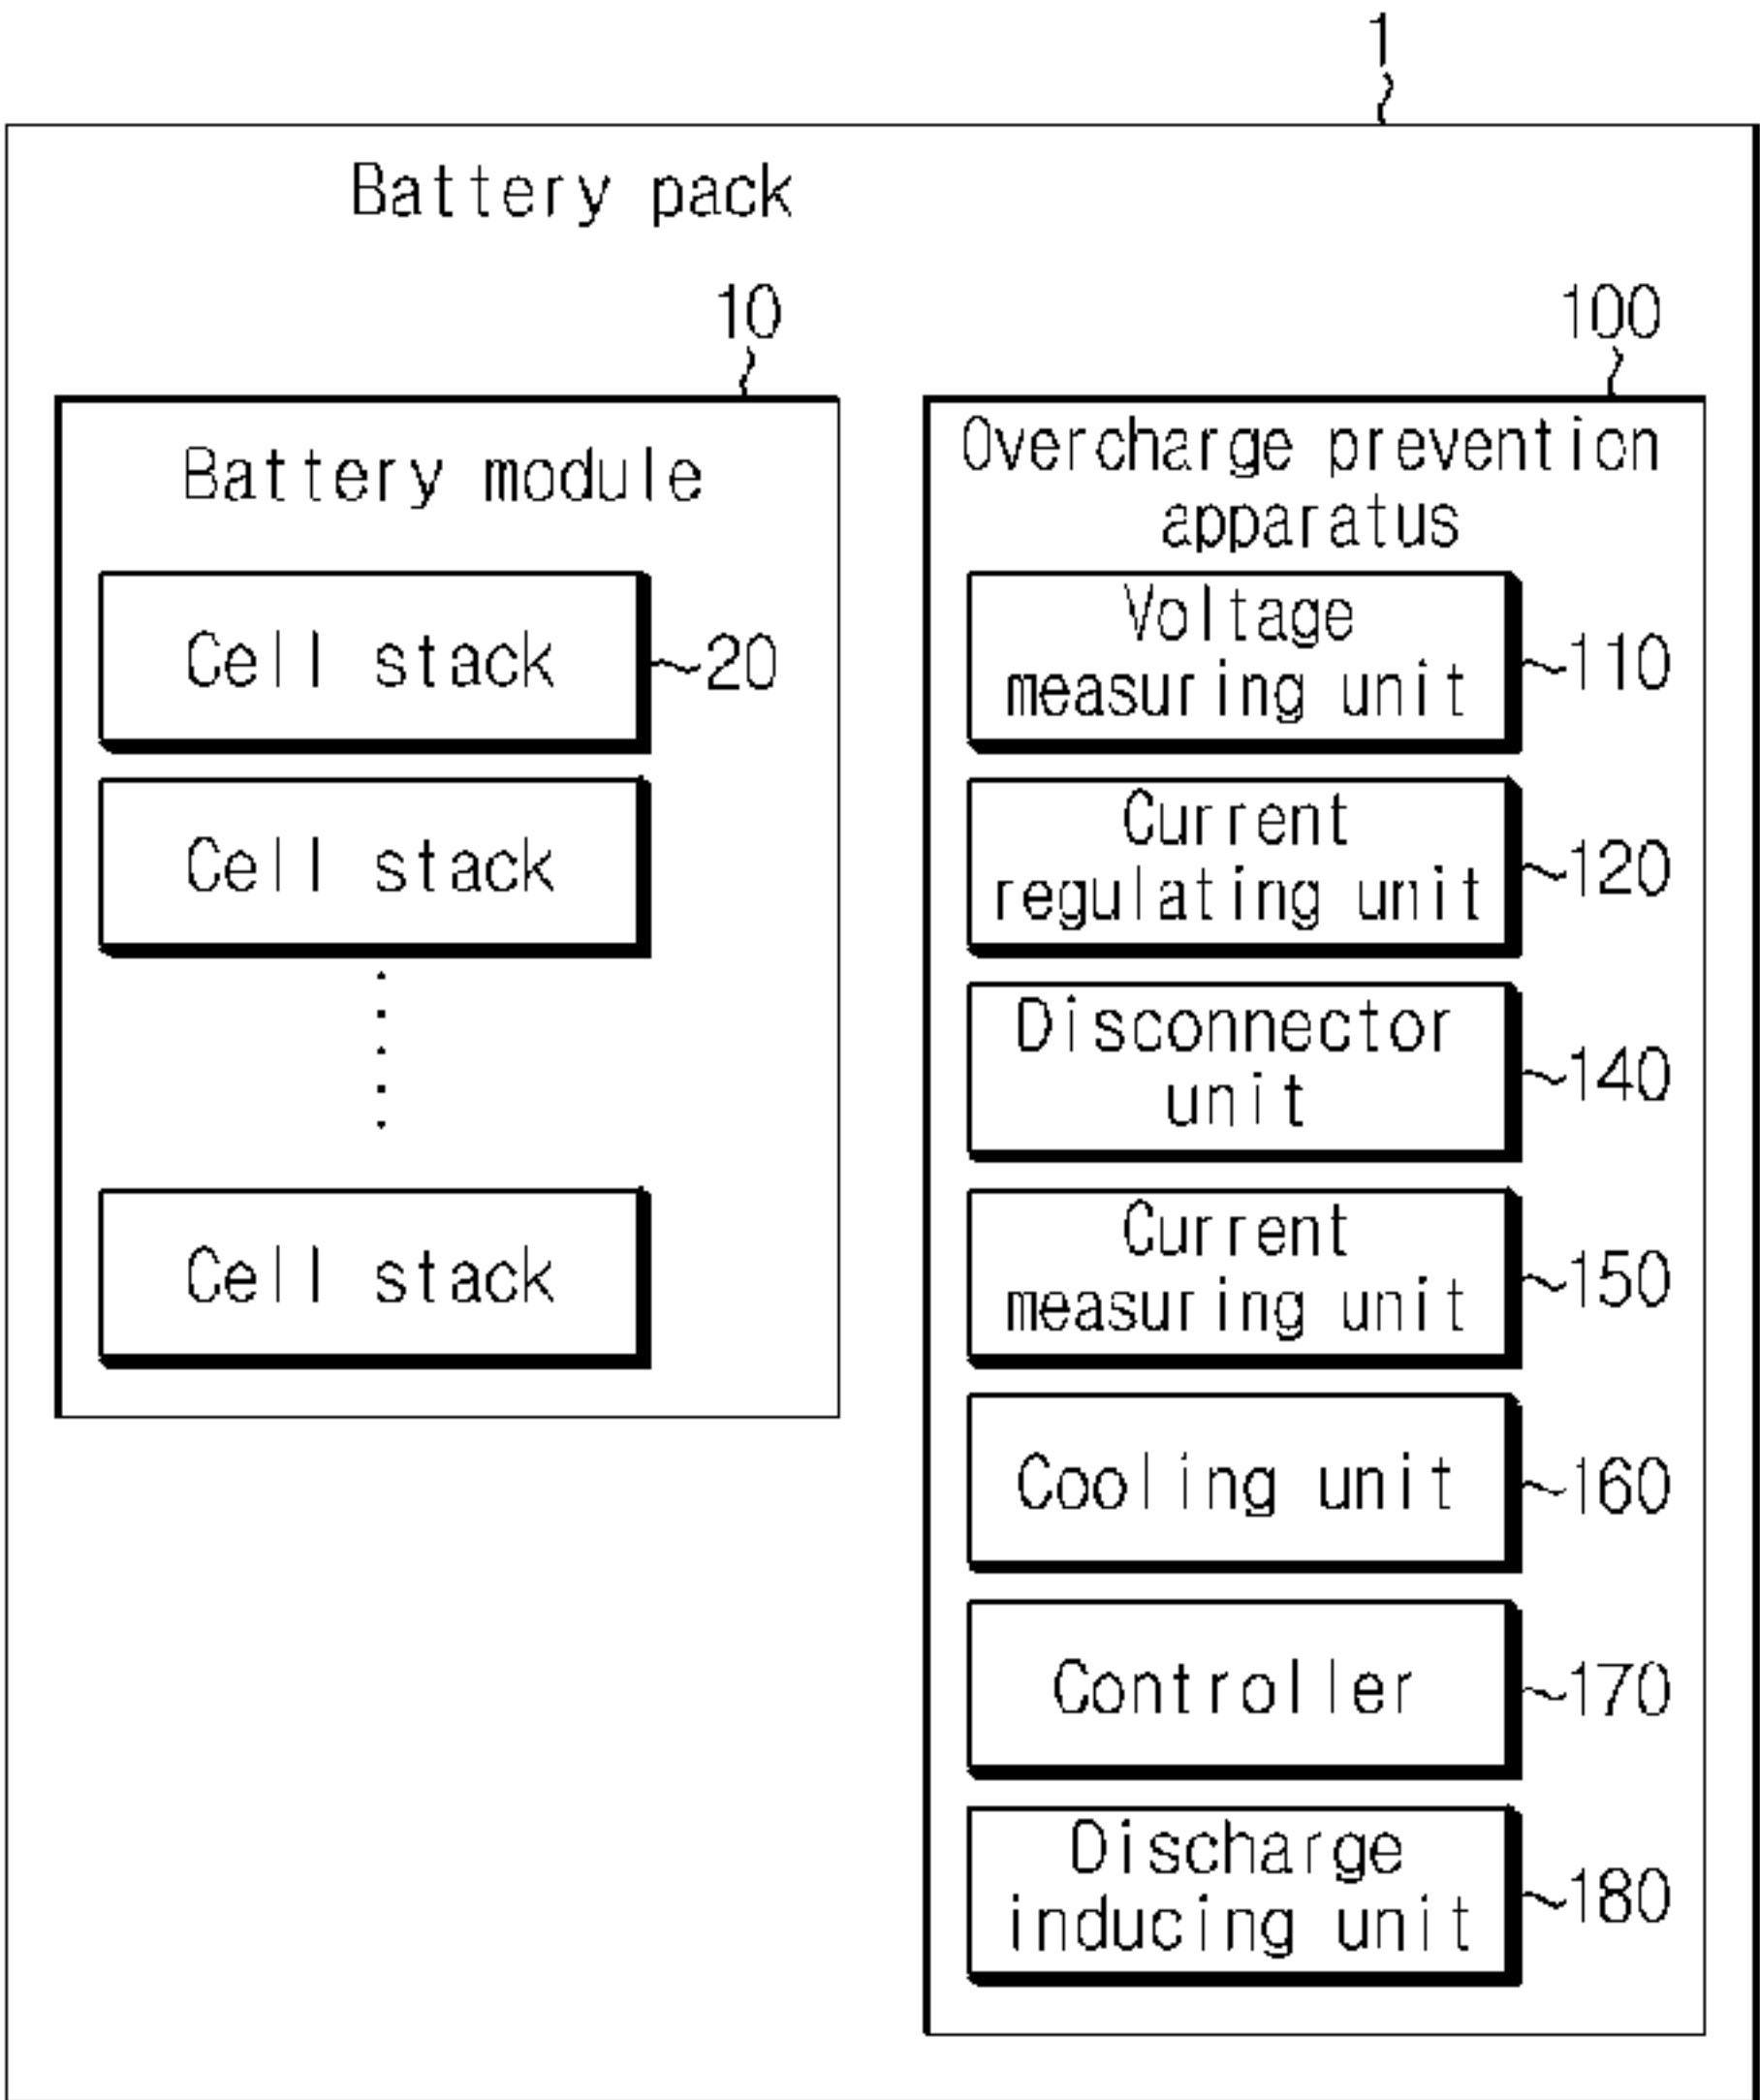 1
Battery pack
10
Battery module
Cell stack
20
Cell stack
Cell stack
100
Overcharge prevention
apparatus
Voltage
measuring unit
110
Current
regulating unit
120
Disconnector
unit
140
Current
measuring unit
150
Cooling unit
160
Controller
170
Discharge
inducing unit
180